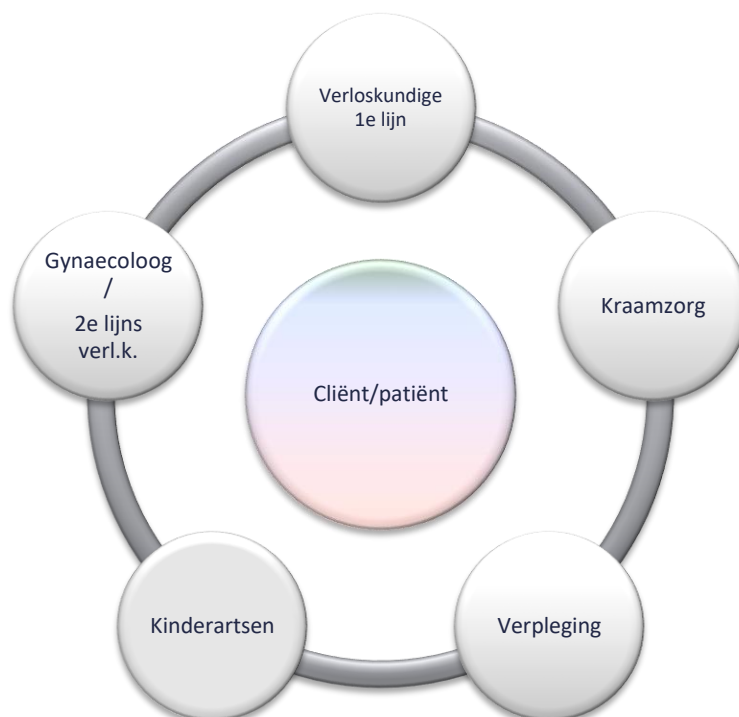 Verloskundige
1e lijn
Gynaecoloog
/
2e lijns
verl.k.
Kraamzorg
Cliënt/patiënt
Kinderartsen
Verpleging